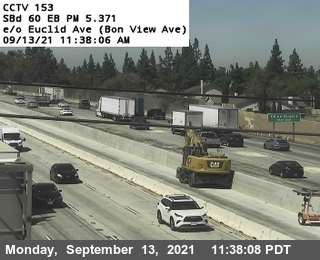 CCTV 153
SBd 60 EB PM 5.371
e/o Euclid Ave (Bon View Ave)
09/13/21 11:38:06 AM
CAT
Monday, September 13, 2021 11:38:08 PDT